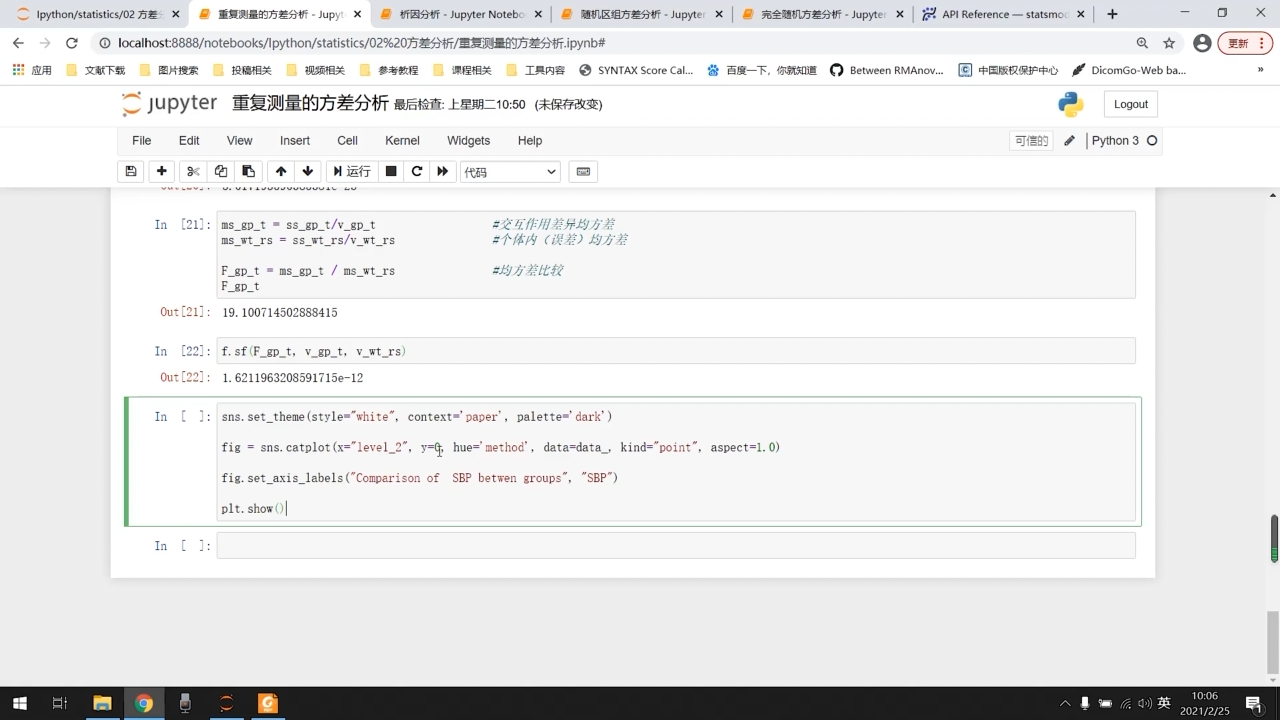 Ipython/statistics/02 方差分
重复测量的方差分析 - Jupyter
析因分析 - Jupyter Notebo
随机区组方差分析 - Jupyter
完全随机方差分析 - Jupyter
API Reference — statsmod
localhost:8888/notebooks/Ipython/statistics/02%20方差分析/重复测量的方差分析.ipynb#
更新
应用
文献下载
图片搜索
投稿相关
视频相关
参考教程
课程相关
工具内容
SYNTAX Score Cal...
百度一下，你就知道
Between RMAnov...
中国版权保护中心
DicomGo-Web ba...
»
jupyter 重复测量的方差分析 最后检查: 上星期二10:50 (未保存改变)
Logout
File Edit View Insert Cell Kernel Widgets Help
可信的
Python 3
运行
代码
In [21]: ms_gp_t = ss_gp_t/v_gp_t #交互作用差异均方差
ms_wt_rs = ss_wt_rs/v_wt_rs #个体内（误差）均方差
F_gp_t = ms_gp_t / ms_wt_rs #均方差比较
F_gp_t
Out[21]: 19.100714502888415
In [22]: f.sf(F_gp_t, v_gp_t, v_wt_rs)
Out[22]: 1.6211963208591715e-12
In [ ]: sns.set_theme(style="white", context='paper', palette='dark')
fig = sns.catplot(x="level_2", y=0, hue='method', data=data_, kind="point", aspect=1.0)
fig.set_axis_labels("Comparison of  SBP betwen groups", "SBP")
plt.show()
In [ ]:
英
10:06
2021/2/25